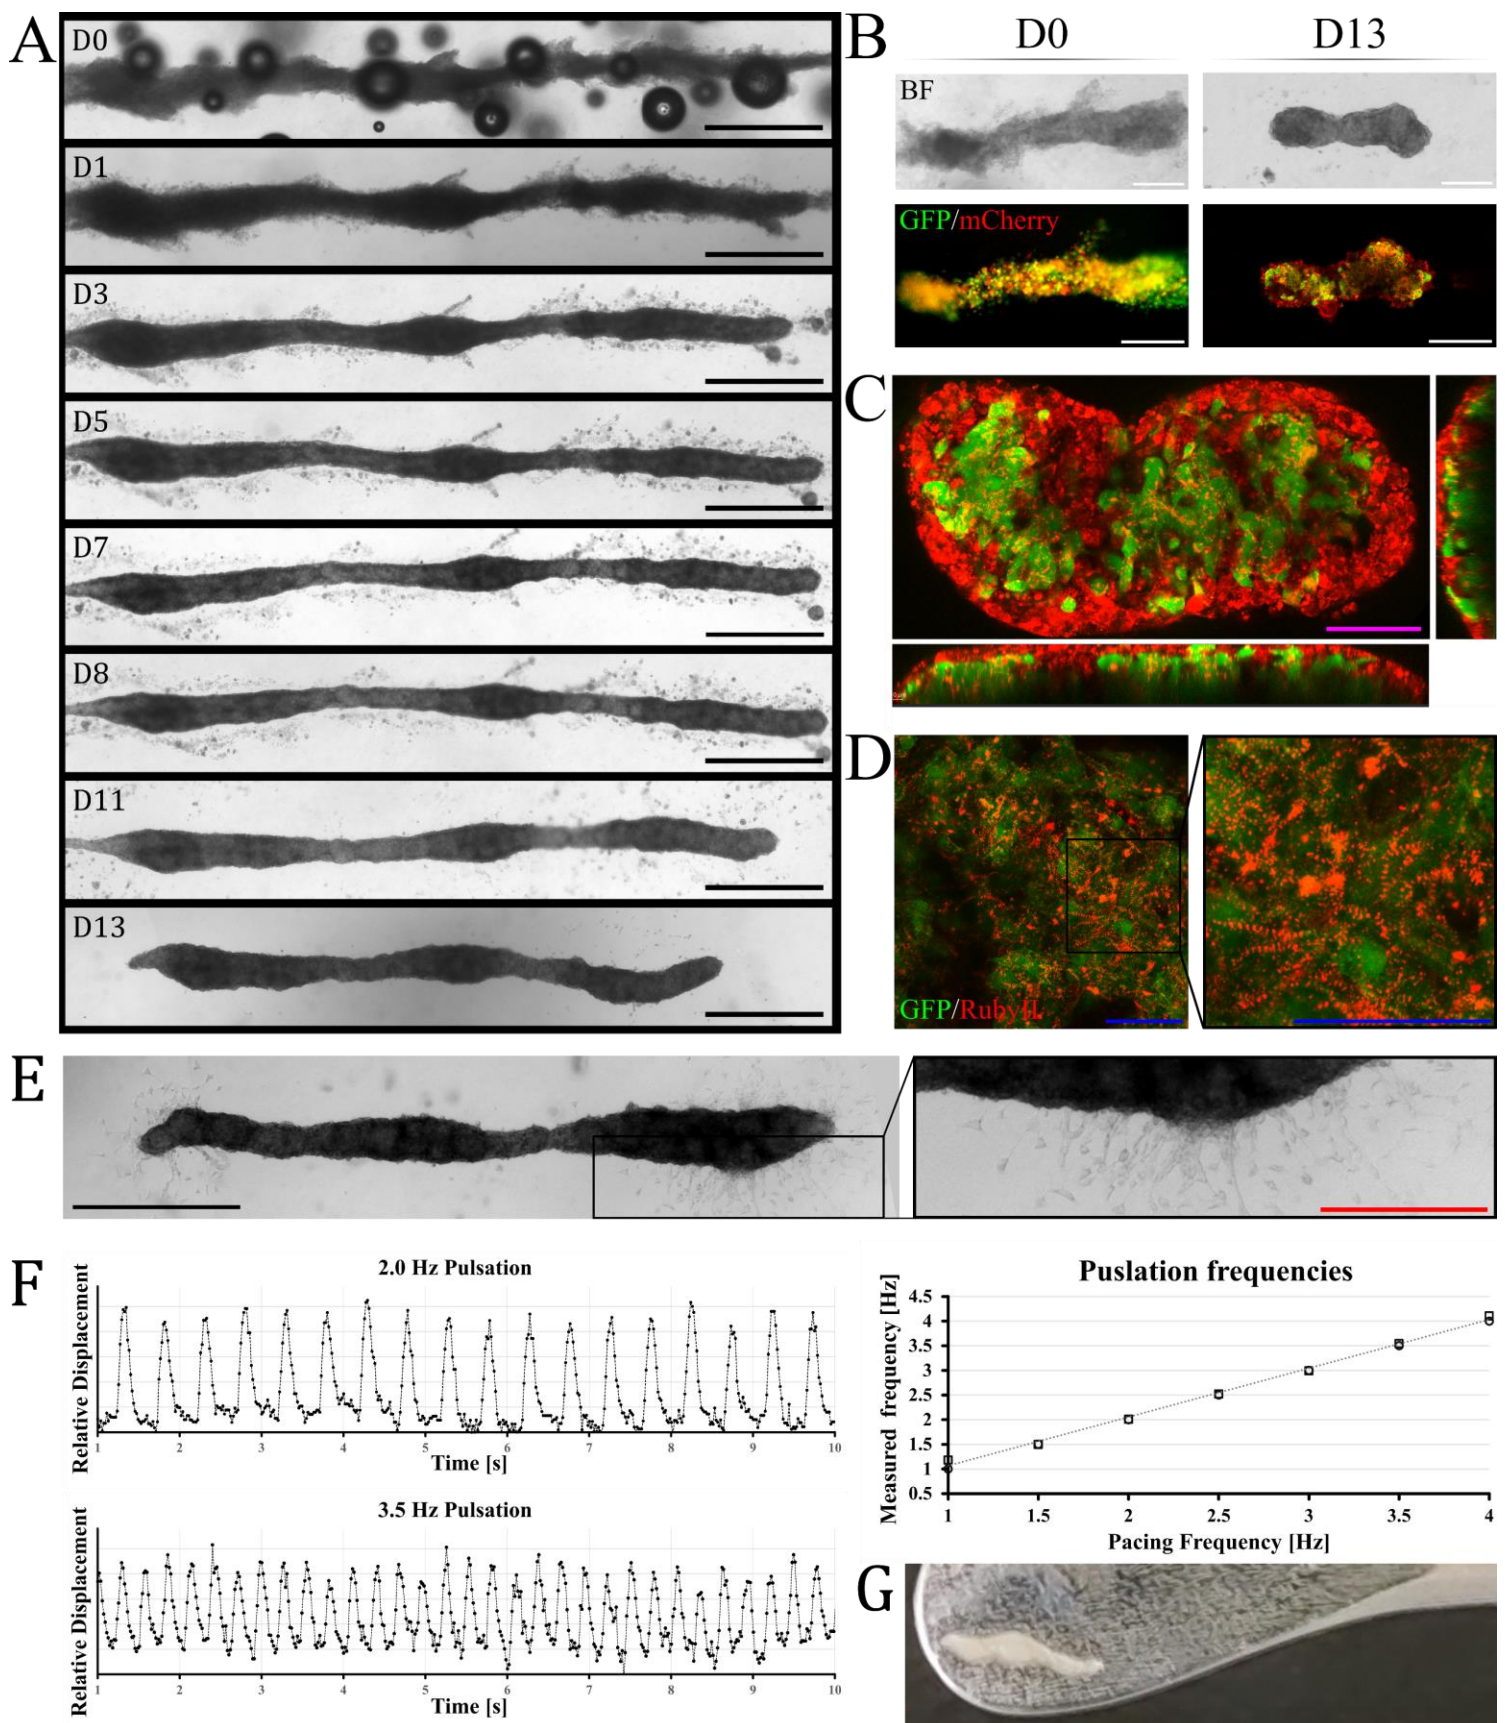 A
D0
D1
D3
D5
D7
D8
D11
D13
B
D0
D13
BF
GFP/mCherry
C
D
GFP/RubyII
E
F
2.0 Hz Pulsation
Relative Displacement
1 2 3 4 5 6 7 8 9 10
Time [s]
3.5 Hz Pulsation
Relative Displacement
1 2 3 4 5 6 7 8 9 10
Time [s]
Puslation frequencies
Measured frequency [Hz]
4.5
4
3.5
3
2.5
2
1.5
1
0.5
1 1.5 2 2.5 3 3.5 4
Pacing Frequency [Hz]
G